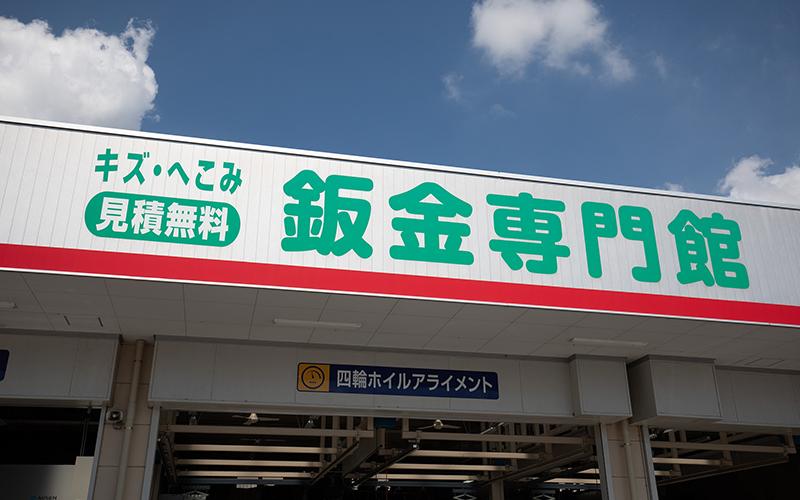 キズ・へこみ
見積無料
鈑金専門館
四輪ホイルアライメント